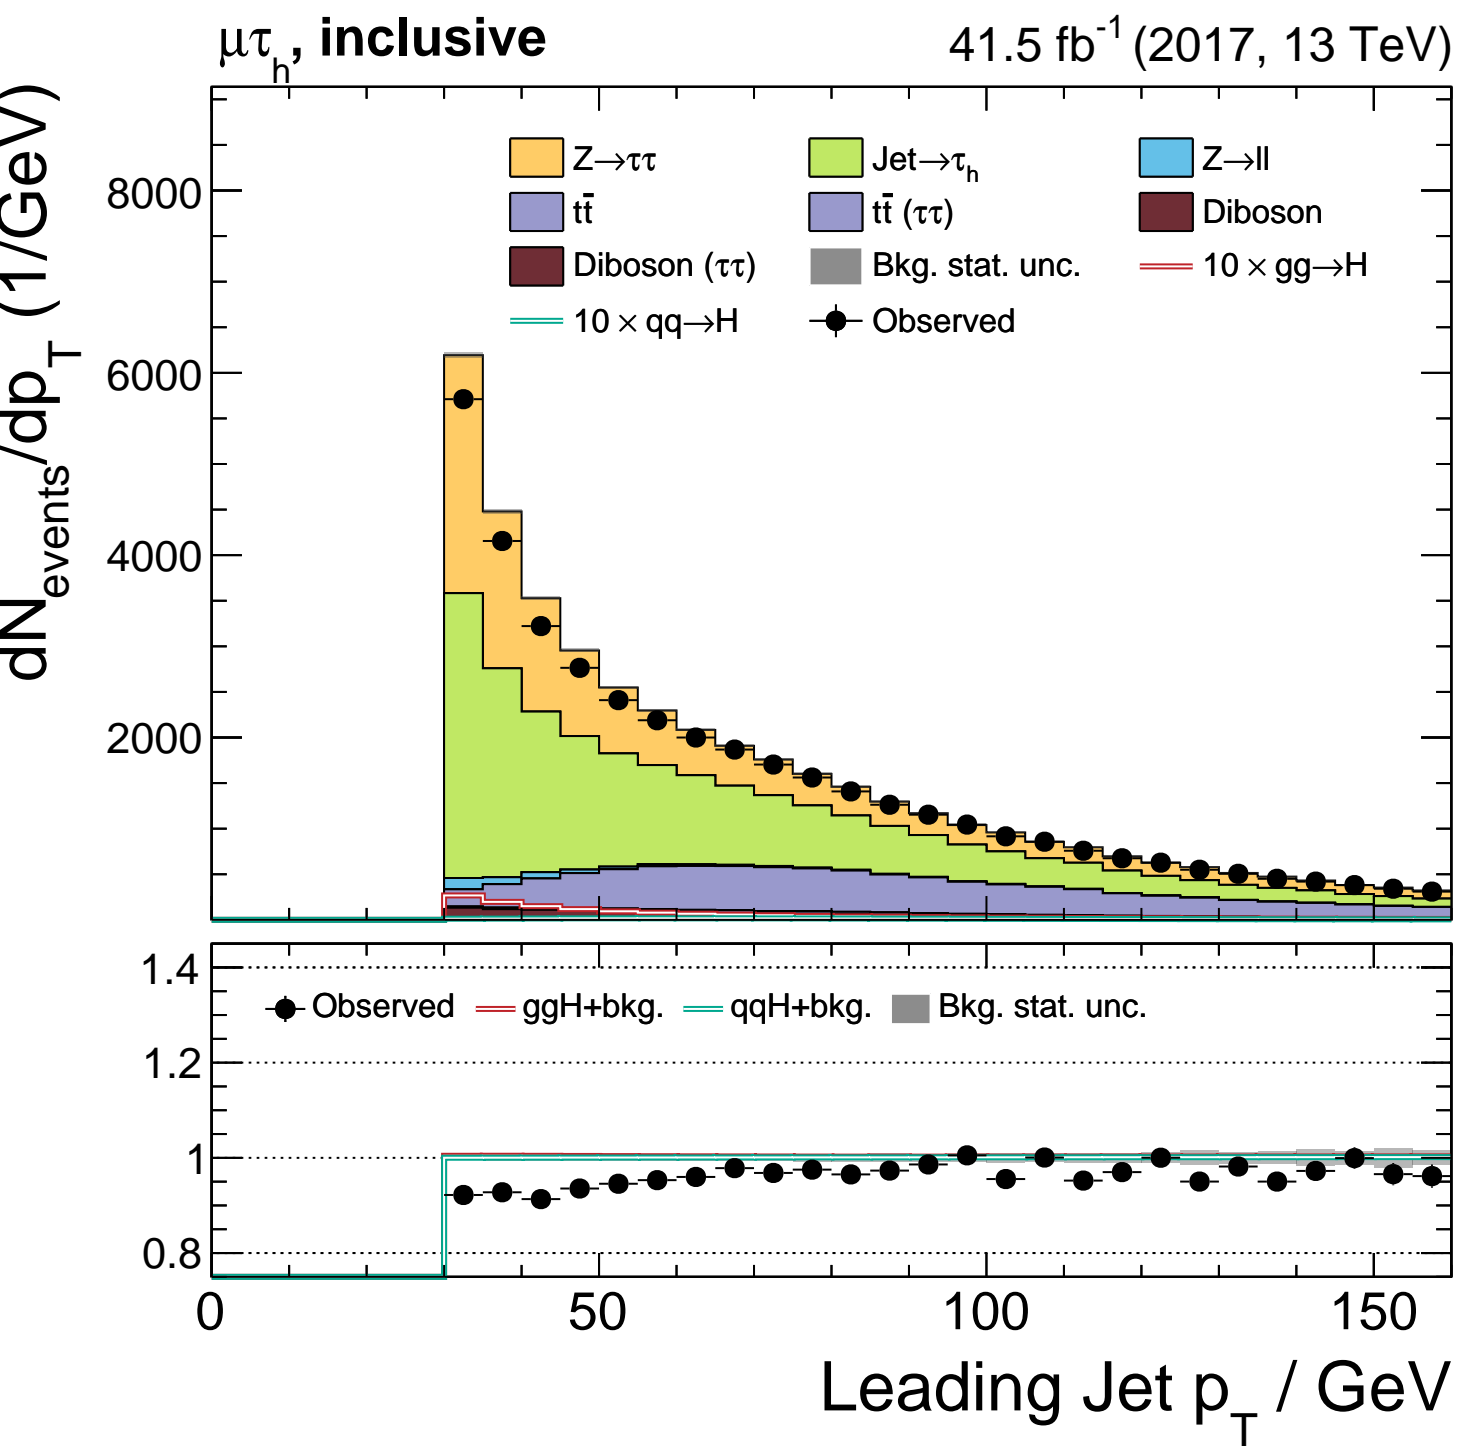 μτh, inclusive
41.5 fb-1 (2017, 13 TeV)
dNevents/dpT (1/GeV)
8000
6000
4000
2000
Z→ττ
Jet→τh
Z→ll
tt̄
tt̄ (ττ)
Diboson
Diboson (ττ)
Bkg. stat. unc.
10 × gg→H
10 × qq→H
Observed
1.4
1.2
1
0.8
Observed
ggH+bkg.
qqH+bkg.
Bkg. stat. unc.
0
50
100
150
Leading Jet pT / GeV